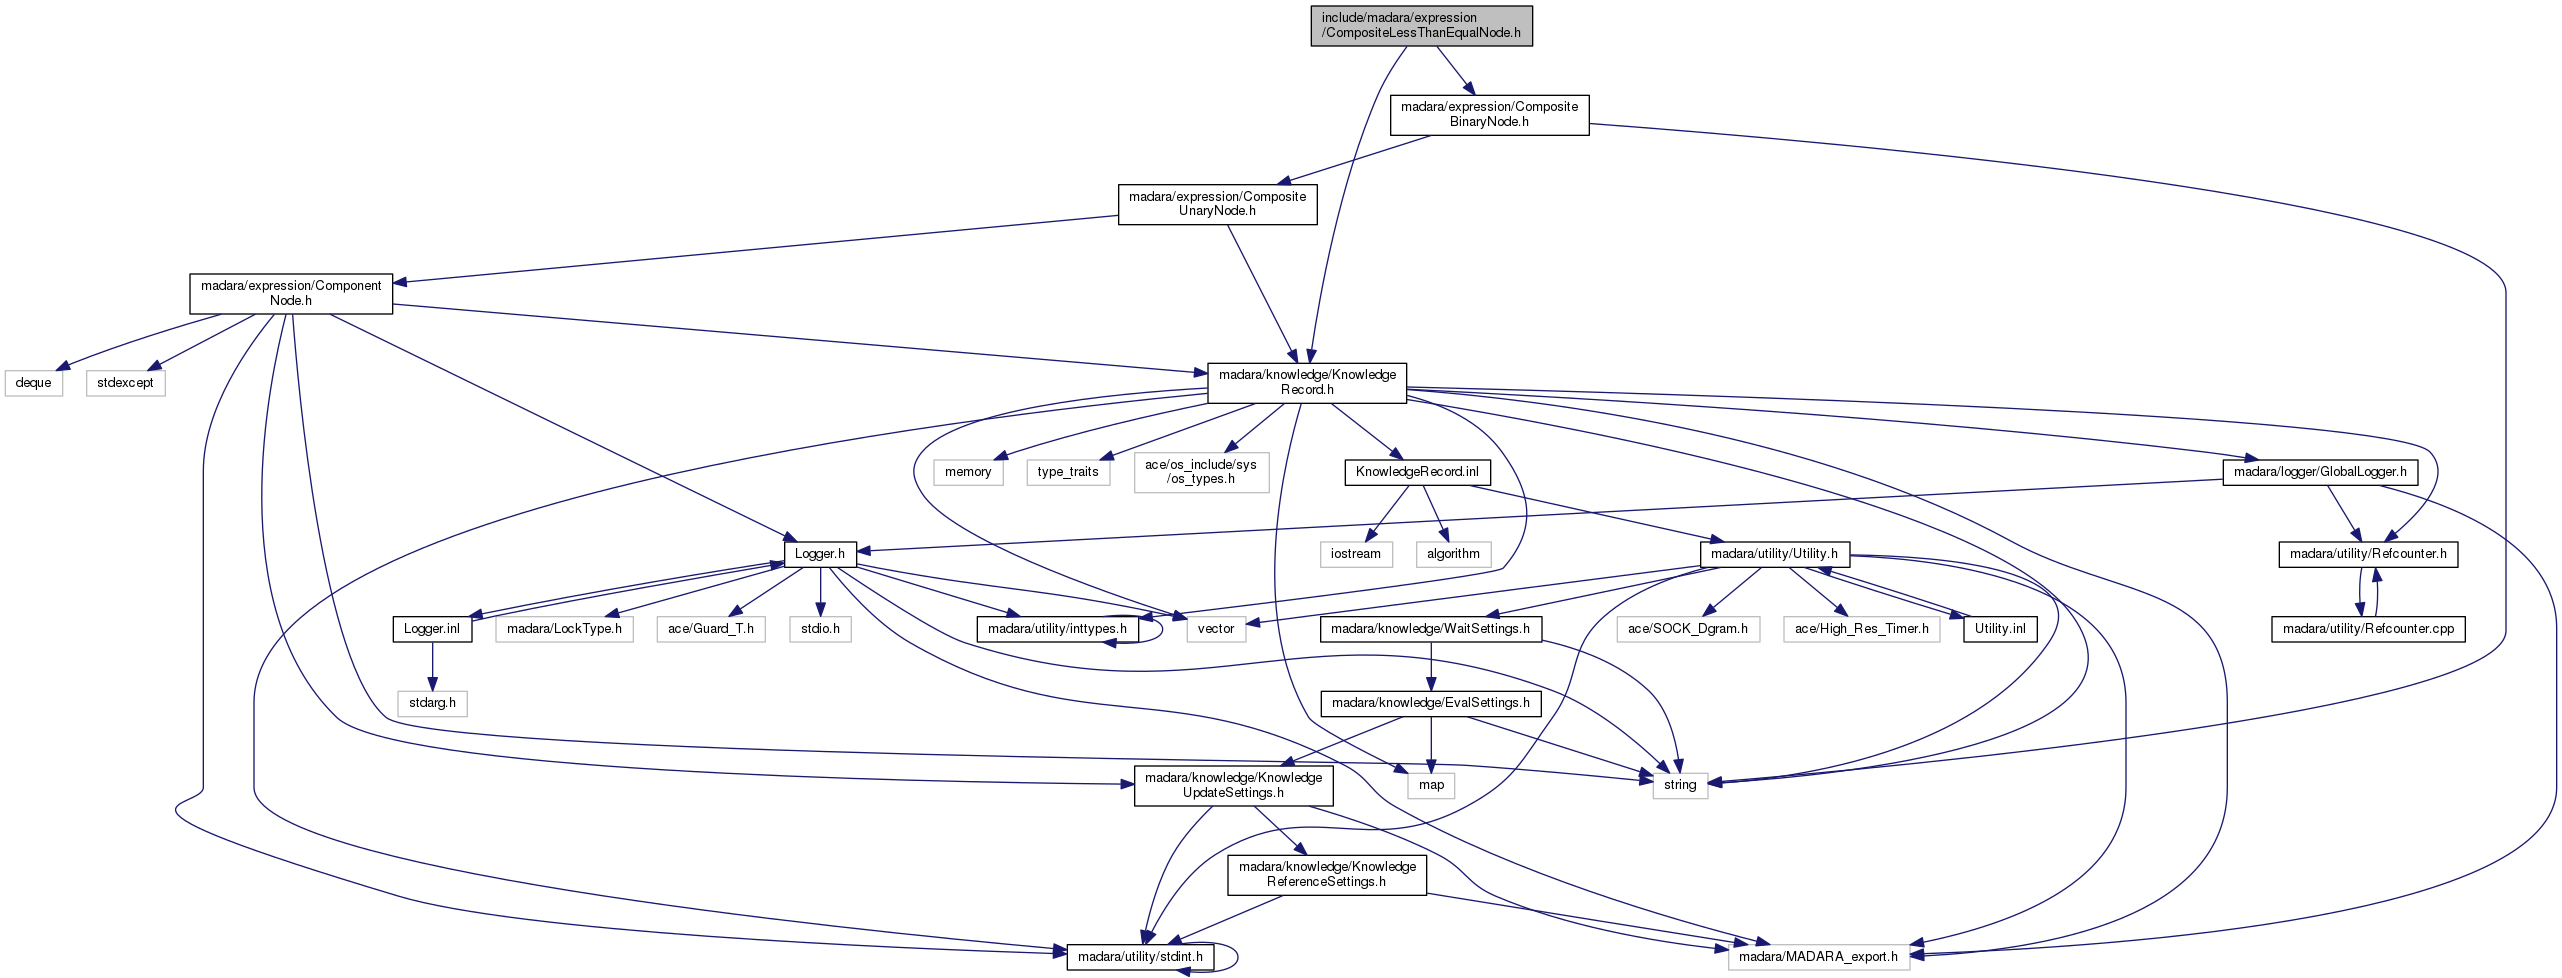 include/madara/expression
/CompositeLessThanEqualNode.h
madara/expression/Composite
BinaryNode.h
madara/expression/Composite
UnaryNode.h
madara/expression/Component
Node.h
deque
stdexcept
madara/knowledge/Knowledge
Record.h
memory
type_traits
ace/os_include/sys
/os_types.h
KnowledgeRecord.inl
madara/logger/GlobalLogger.h
Logger.h
iostream
algorithm
madara/utility/Utility.h
madara/utility/Refcounter.h
Logger.inl
madara/LockType.h
ace/Guard_T.h
stdio.h
madara/utility/inttypes.h
vector
madara/knowledge/WaitSettings.h
ace/SOCK_Dgram.h
ace/High_Res_Timer.h
Utility.inl
madara/utility/Refcounter.cpp
stdarg.h
madara/knowledge/EvalSettings.h
madara/knowledge/Knowledge
UpdateSettings.h
map
string
madara/knowledge/Knowledge
ReferenceSettings.h
madara/utility/stdint.h
madara/MADARA_export.h